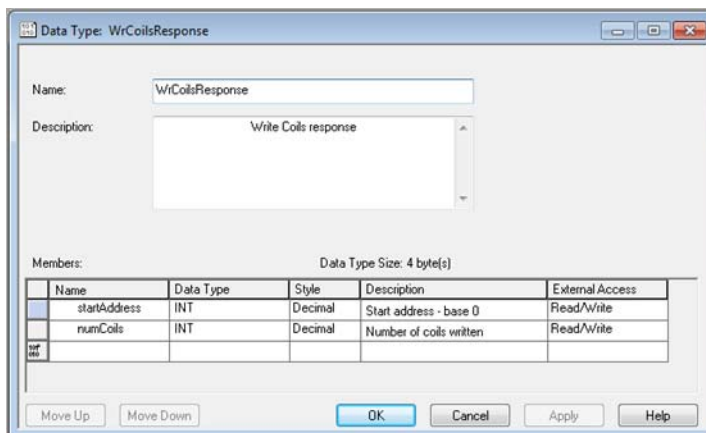 Data Type: WrCoilsResponse
Name: WrCoilsResponse
Description: Write Coils response
Members: Data Type Size: 4 byte(s)
Name Data Type Style Description External Access
startAddress INT Decimal Start address - base 0 Read/Write
numCoils INT Decimal Number of coils written Read/Write
Move Up Move Down OK Cancel Apply Help